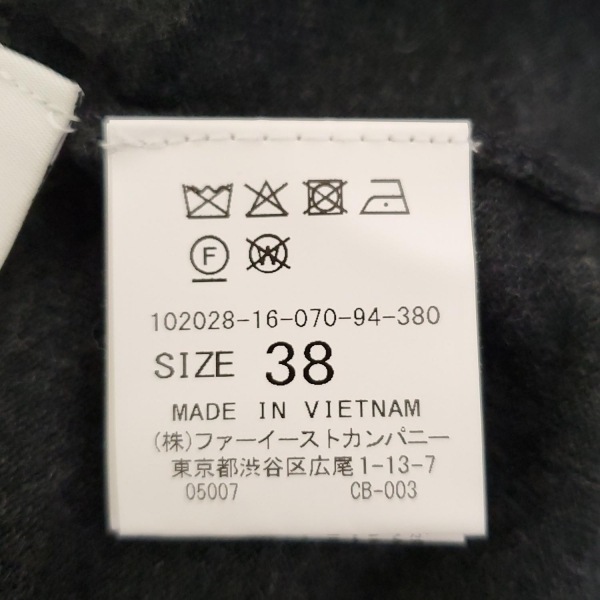 F W
102028-16-070-94-380
SIZE 38
MADE IN VIETNAM
(株)ファーイーストカンパニー
東京都渋谷区広尾1-13-7
05007 CB-003